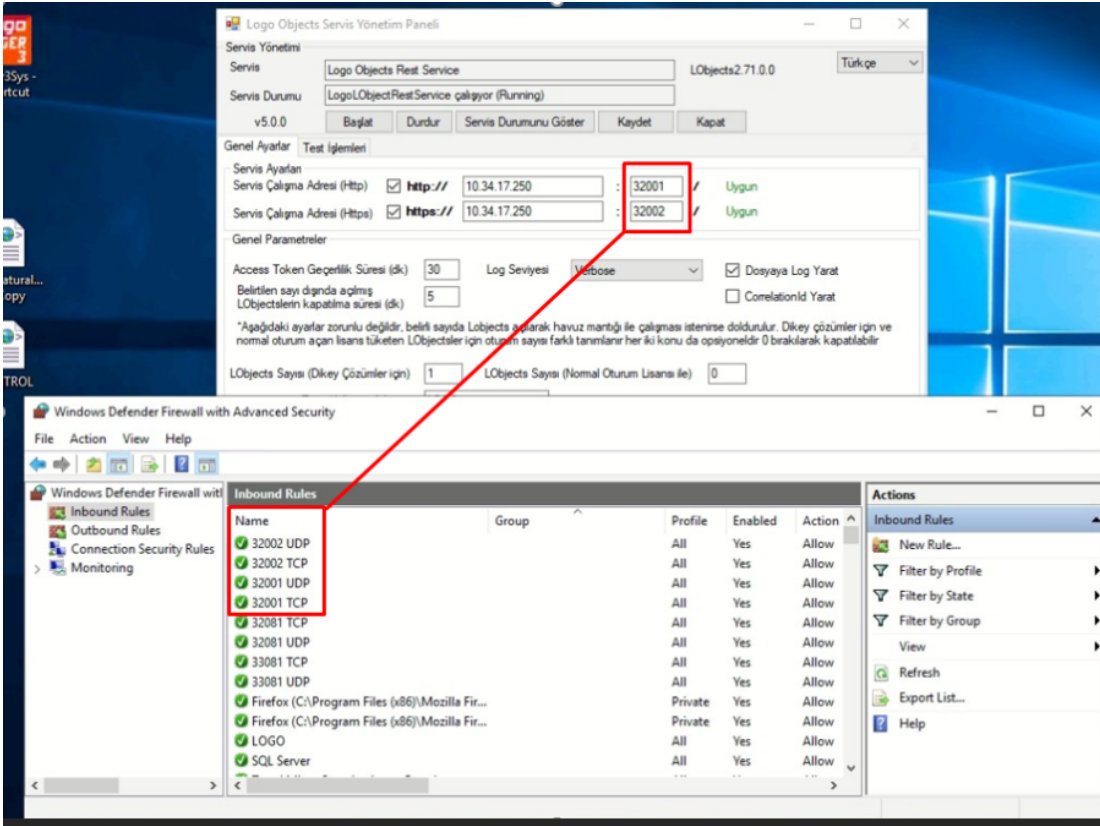 GER
3
3Sys -
rtcut
atural...
opy
TROL
Logo Objects Servis Yönetim Paneli
Servis Yönetimi
Servis
Logo Objects Rest Service
LObjects2.71.0.0
Türkçe
Servis Durumu
LogoLObjectRestService çalışıyor (Running)
v5.0.0
Başlat
Durdur
Servis Durumunu Göster
Kaydet
Kapat
Genel Ayarlar
Test İşlemleri
Servis Ayarları
Servis Çalışma Adresi (Http)
http://
10.34.17.250
:
32001
/
Uygun
Servis Çalışma Adresi (Https)
https://
10.34.17.250
:
32002
/
Uygun
Genel Parametreler
Access Token Geçerlilik Süresi (dk)
30
Log Seviyesi
Verbose
Dosyaya Log Yarat
Belirtilen sayı dışında açılmış
LObjectslerin kapatılma süresi (dk)
5
CorrelationId Yarat
*Aşağıdaki ayarlar zorunlu değildir, belirli sayıda Lobjects açılarak havuz mantığı ile çalışması istenirse doldurulur. Dikey çözümler için ve
normal oturum açan lisans tüketen LObjectsler için oturum sayısı farklı tanımlanır her iki konu da opsiyoneldir 0 bırakılarak kapatılabilir
LObjects Sayısı (Dikey Çözümler için)
1
LObjects Sayısı (Normal Oturum Lisansı ile)
0
Windows Defender Firewall with Advanced Security
File Action View Help
Windows Defender Firewall witl
Inbound Rules
Outbound Rules
Connection Security Rules
Monitoring
Inbound Rules
Name Group Profile Enabled Action
32002 UDP All Yes Allow
32002 TCP All Yes Allow
32001 UDP All Yes Allow
32001 TCP All Yes Allow
32081 TCP All Yes Allow
32081 UDP All Yes Allow
33081 TCP All Yes Allow
33081 UDP All Yes Allow
Firefox (C:\Program Files (x86)\Mozilla Fir... Private Yes Allow
Firefox (C:\Program Files (x86)\Mozilla Fir... Private Yes Allow
LOGO All Yes Allow
SQL Server All Yes Allow
Actions
Inbound Rules
New Rule...
Filter by Profile
Filter by State
Filter by Group
View
Refresh
Export List...
Help